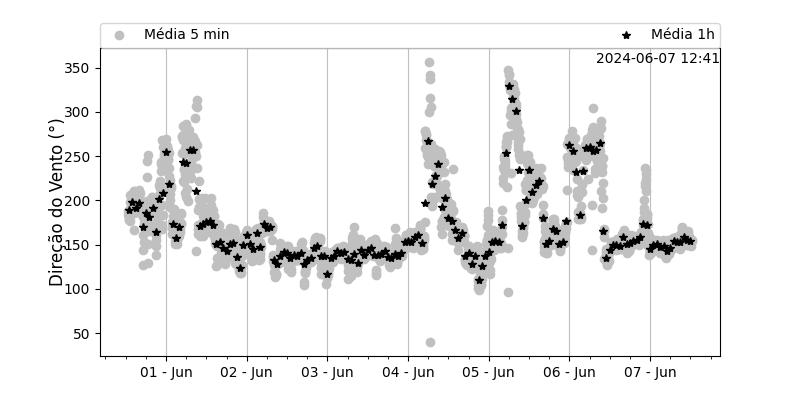 Média 5 min
Média 1h
2024-06-07 12:41
Direção do Vento (°)
350
300
250
200
150
100
50
01 - Jun
02 - Jun
03 - Jun
04 - Jun
05 - Jun
06 - Jun
07 - Jun